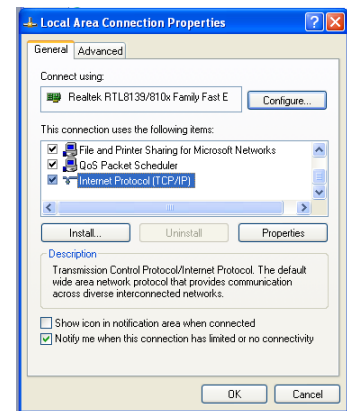 Local Area Connection Properties
General Advanced
Connect using:
Realtek RTL8139/810x Family Fast E
Configure...
This connection uses the following items:
File and Printer Sharing for Microsoft Networks
QoS Packet Scheduler
Internet Protocol (TCP/IP)
Install... Uninstall Properties
Description
Transmission Control Protocol/Internet Protocol. The default
wide area network protocol that provides communication
across diverse interconnected networks.
Show icon in notification area when connected
Notify me when this connection has limited or no connectivity
OK Cancel